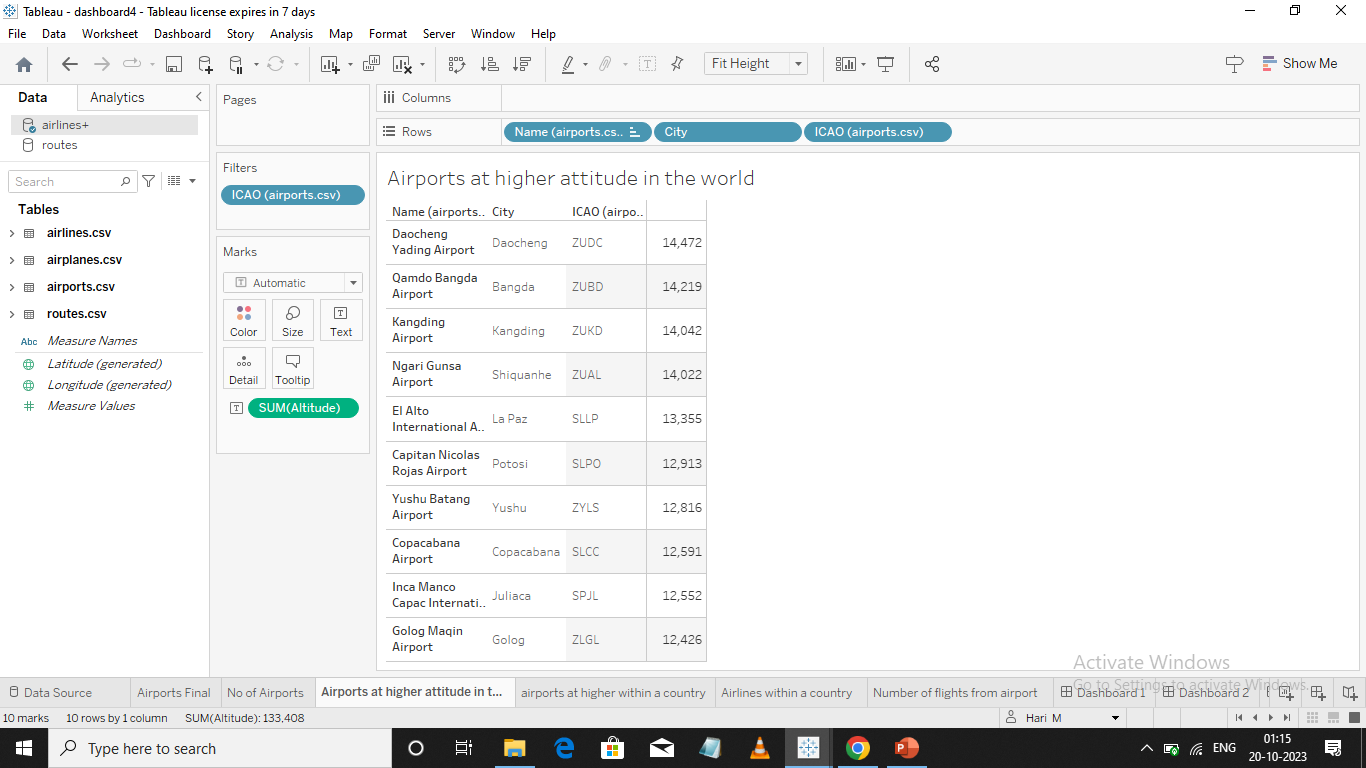 Tableau - dashboard4 - Tableau license expires in 7 days
File Data Worksheet Dashboard Story Analysis Map Format Server Window Help
Fit Height
Show Me
Data Analytics
airlines+
routes
Search
Tables
airlines.csv
airplanes.csv
airports.csv
routes.csv
Abc Measure Names
Latitude (generated)
Longitude (generated)
# Measure Values
Pages
Filters
ICAO (airports.csv)
Marks
Automatic
Color Size Text
Detail Tooltip
SUM(Altitude)
Columns
Rows Name (airports.cs.. City ICAO (airports.csv)
Airports at higher attitude in the world
Name (airports.. City ICAO (airpo..
Daocheng
Yading Airport Daocheng ZUDC 14,472
Qamdo Bangda
Airport Bangda ZUBD 14,219
Kangding
Airport Kangding ZUKD 14,042
Ngari Gunsa
Airport Shiquanhe ZUAL 14,022
El Alto
International A.. La Paz SLLP 13,355
Capitan Nicolas
Rojas Airport Potosi SLPO 12,913
Yushu Batang
Airport Yushu ZYLS 12,816
Copacabana
Airport Copacabana SLCC 12,591
Inca Manco
Capac Internati.. Juliaca SPJL 12,552
Golog Maqin
Airport Golog ZLGL 12,426
Activate Windows
Go to Settings to activate Windows.
Data Source Airports Final No of Airports Airports at higher attitude in t... airports at higher within a country Airlines within a country Number of flights from airport Dashboard 1 Dashboard 2
10 marks 10 rows by 1 column SUM(Altitude): 133,408 Hari M
Type here to search
ENG
01:15
20-10-2023